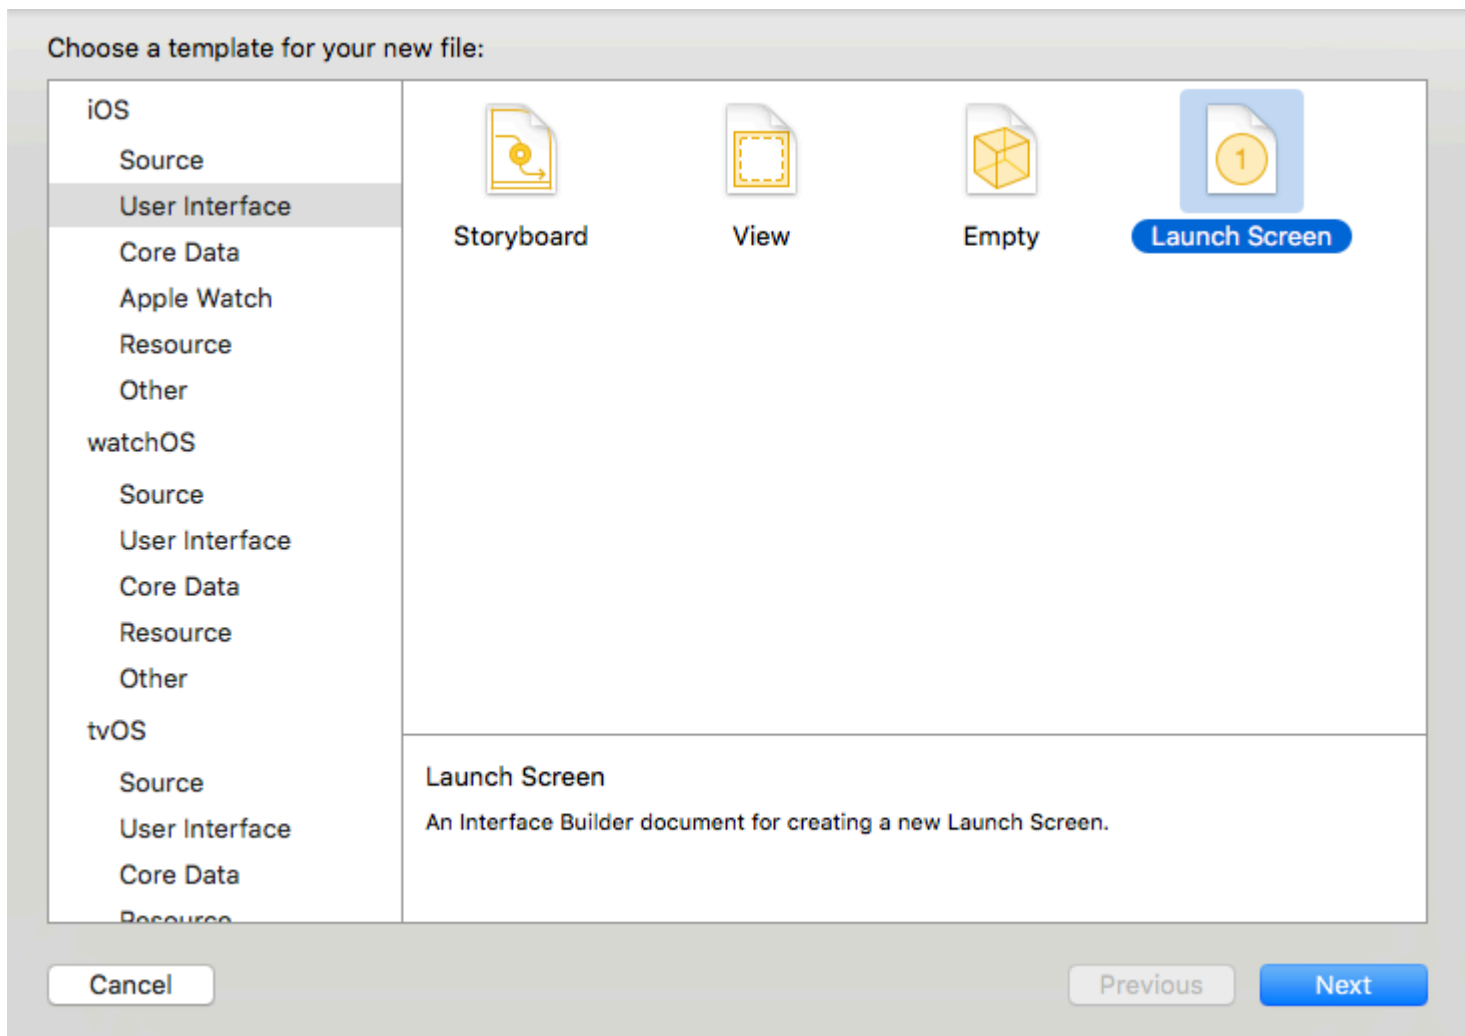 Choose a template for your new file:
iOS
Source
User Interface
Core Data
Apple Watch
Resource
Other
watchOS
Source
User Interface
Core Data
Resource
Other
tvOS
Source
User Interface
Core Data
Resource
Storyboard
View
Empty
1
Launch Screen
Launch Screen
An Interface Builder document for creating a new Launch Screen.
Cancel
Previous
Next